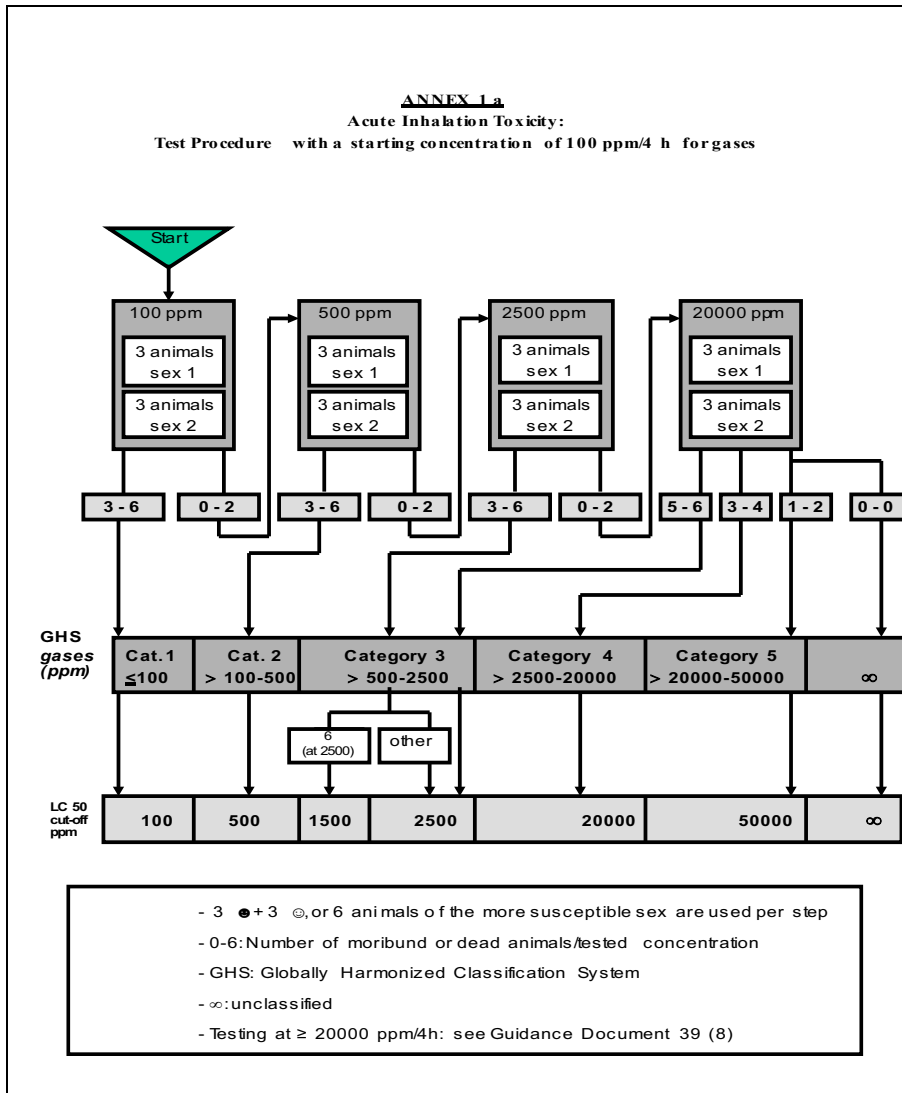 ANNEX 1 a
Acute Inhalation Toxicity:
Test Procedure with a starting concentration of 100 ppm/4 h for gases
Start
100 ppm
3 animals
sex 1
3 animals
sex 2
500 ppm
3 animals
sex 1
3 animals
sex 2
2500 ppm
3 animals
sex 1
3 animals
sex 2
20000 ppm
3 animals
sex 1
3 animals
sex 2
3 - 6
0 - 2
3 - 6
0 - 2
3 - 6
0 - 2
5 - 6
3 - 4
1 - 2
0 - 0
GHS
gases
(ppm)
Cat. 1
≤100
Cat. 2
> 100-500
Category 3
> 500-2500
Category 4
> 2500-20000
Category 5
> 20000-50000
∞
6
(at 2500)
other
LC 50
cut-off
ppm
100
500
1500
2500
20000
50000
∞
- 3 ☻+ 3 ☺, or 6 animals of the more susceptible sex are used per step
- 0-6: Number of moribund or dead animals/tested concentration
- GHS: Globally Harmonized Classification System
- ∞: unclassified
- Testing at ≥ 20000 ppm/4h: see Guidance Document 39 (8)